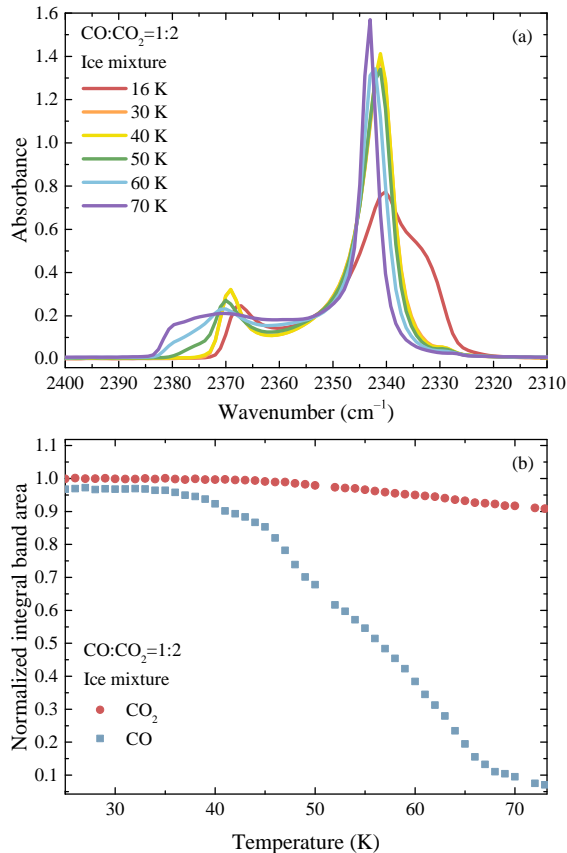 CO:CO₂=1:2
(a)
Ice mixture
16 K
30 K
40 K
50 K
60 K
70 K
Absorbance
1.6
1.4
1.2
1.0
0.8
0.6
0.4
0.2
0.0
2400 2390 2380 2370 2360 2350 2340 2330 2320 2310
Wavenumber (cm⁻¹)
(b)
Normalized integral band area
1.1
1.0
0.9
0.8
0.7
0.6
0.5
0.4
0.3
0.2
0.1
CO:CO₂=1:2
Ice mixture
CO₂
CO
30 40 50 60 70
Temperature (K)